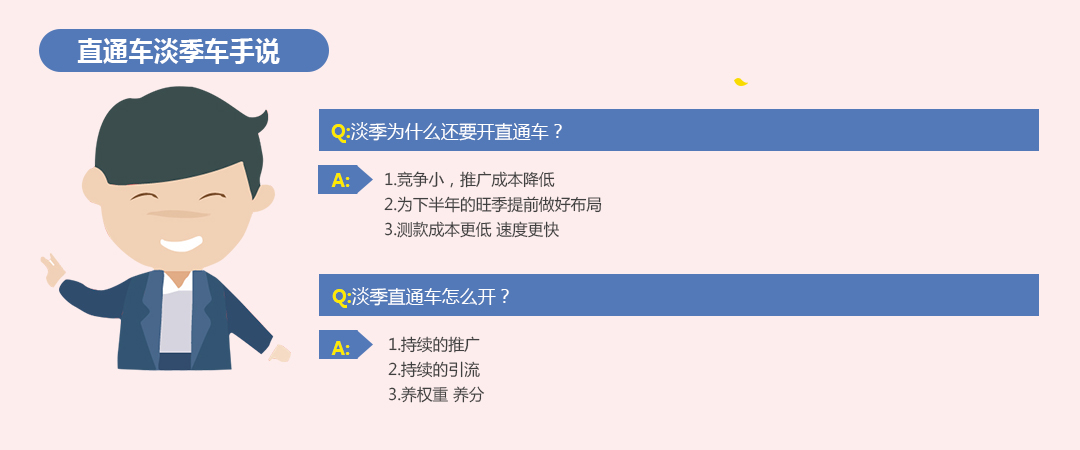 直通车淡季车手说
Q:淡季为什么还要开直通车？
A:
1.竞争小，推广成本降低
2.为下半年的旺季提前做好布局
3.测款成本更低 速度更快
Q:淡季直通车怎么开？
A:
1.持续的推广
2.持续的引流
3.养权重 养分